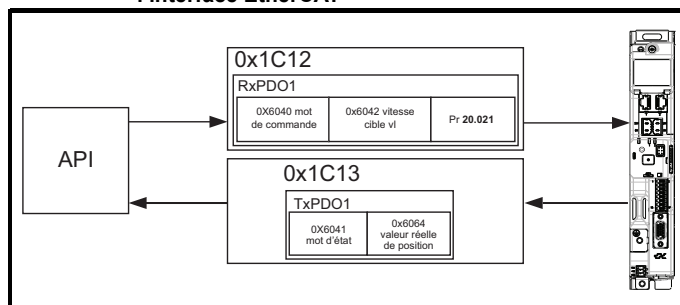 l'interface EtherCAT
0x1C12
RxPDO1
0X6040 mot
de commande
0x6042 vitesse
cible vl
Pr 20.021
API
0x1C13
TxPDO1
0X6041
mot d'état
0x6064
valeur réelle
de position